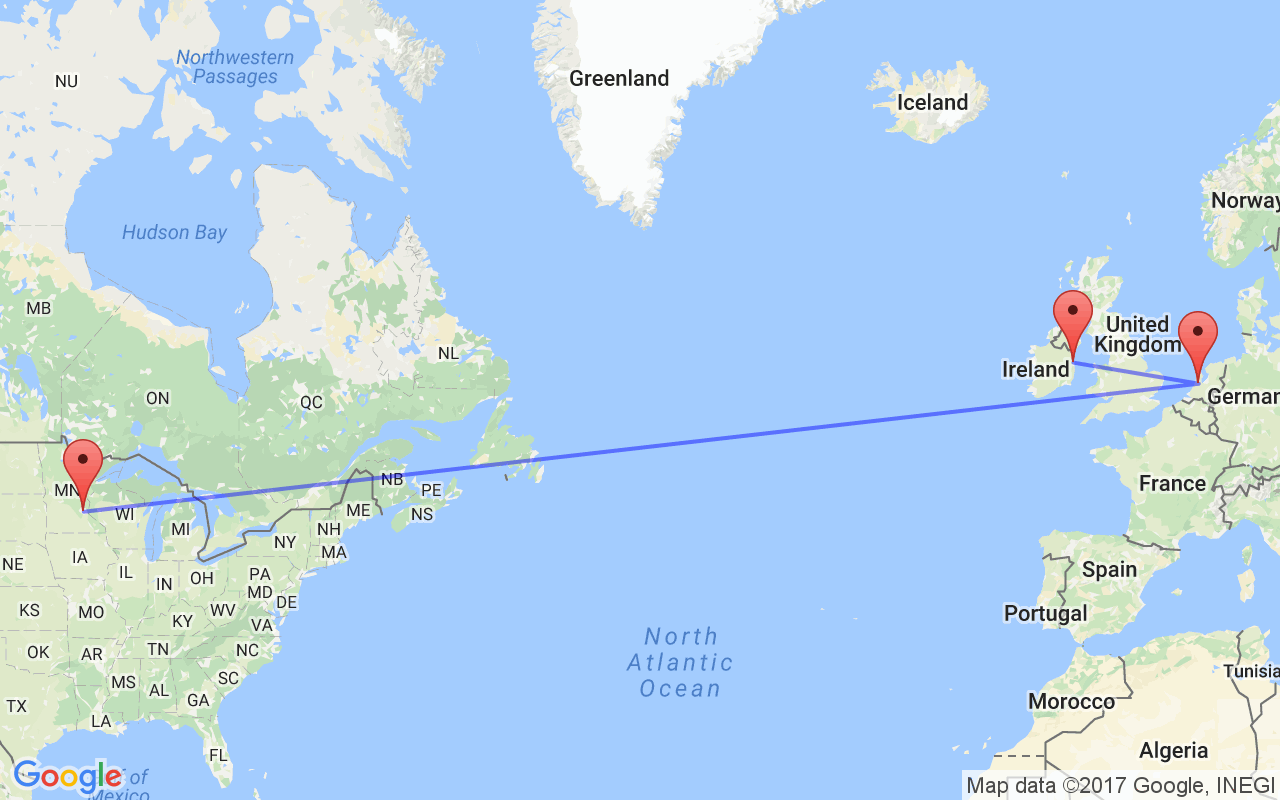 Northwestern
Passages
NU
Greenland
Iceland
Norway
Hudson Bay
MB
NL
United
Kingdom
Ireland
ON
QC
German
MN
NB
PE
France
WI
ME
NS
MI
NH
NY
MA
IA
NE
IL
IN
OH
PA
MD
DE
Spain
KS
MO
WV
KY
VA
Portugal
OK
AR
TN
NC
North
Atlantic
Ocean
MS
AL
SC
GA
TX
LA
Tunisia
Morocco
FL
Algeria
Google
f of
Mexico
Map data ©2017 Google, INEGI